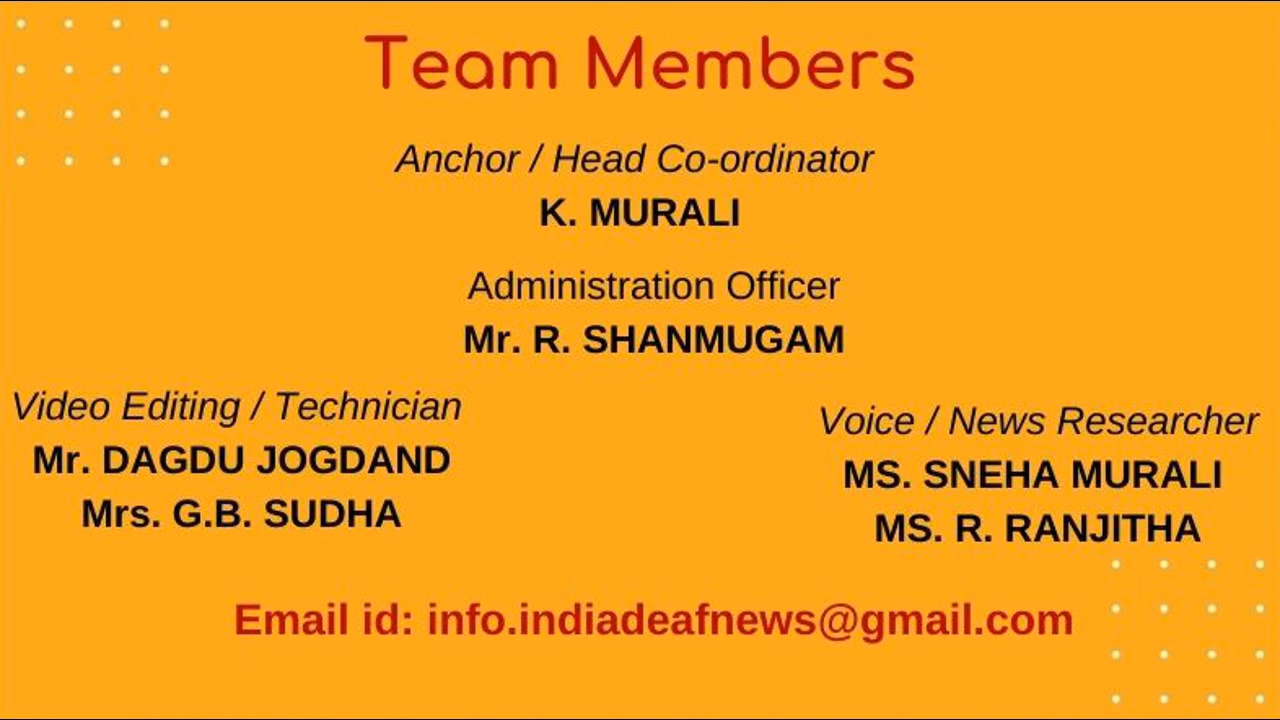 Team Members
Anchor / Head Co-ordinator
K. MURALI
Administration Officer
Mr. R. SHANMUGAM
Video Editing / Technician
Mr. DAGDU JOGDAND
Mrs. G.B. SUDHA
Voice / News Researcher
MS. SNEHA MURALI
MS. R. RANJITHA
Email id: info.indiadeafnews@gmail.com